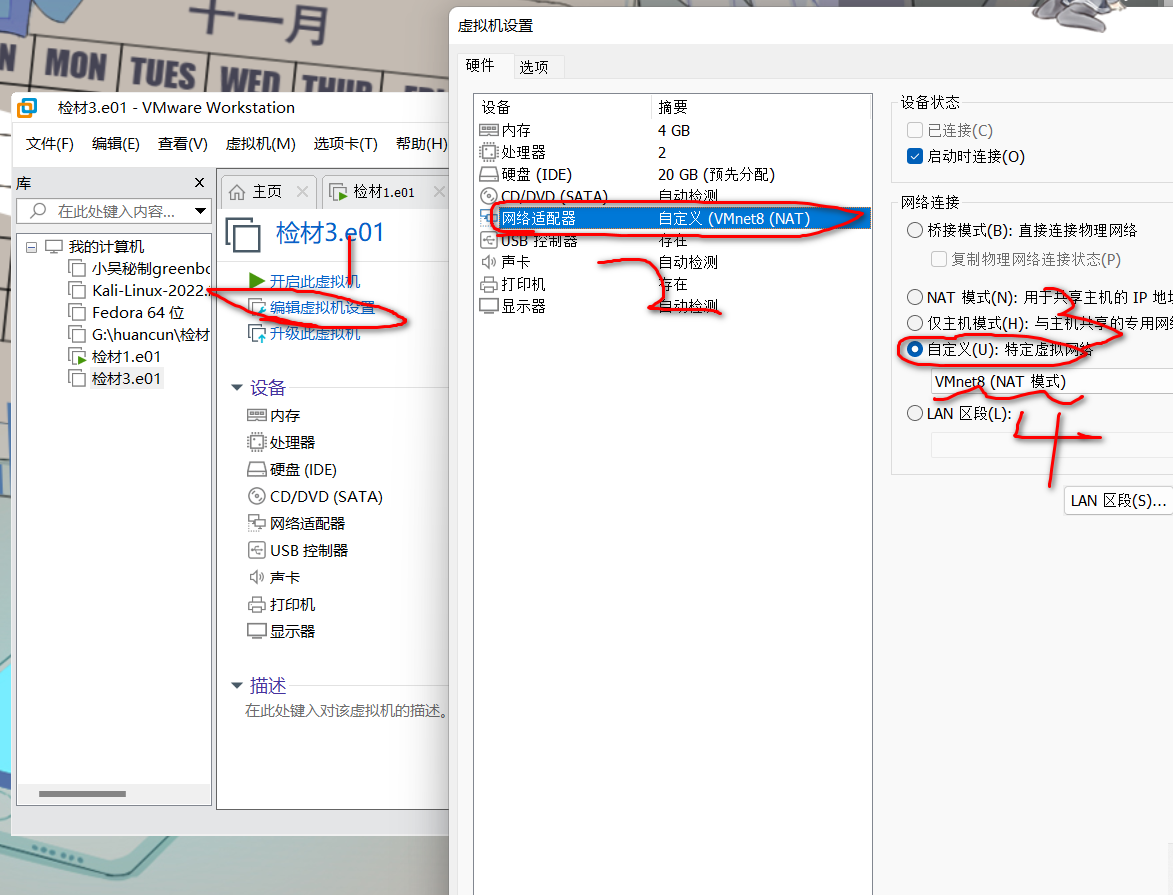 十一月
MON TUES WED THUR
虚拟机设置
硬件 选项
检材3.e01 - VMware Workstation
文件(F) 编辑(E) 查看(V) 虚拟机(M) 选项卡(T) 帮助(H)
库
在此处键入内容...
我的计算机
小吴秘制greenbo
Kali-Linux-2022.
Fedora 64 位
G:\huancun\检材
检材1.e01
检材3.e01
主页 检材1.e01
检材3.e01
开启此虚拟机
编辑虚拟机设置
升级此虚拟机
设备
内存
处理器
硬盘 (IDE)
CD/DVD (SATA)
网络适配器
USB 控制器
声卡
打印机
显示器
描述
在此处键入对该虚拟机的描述。
设备 摘要
内存 4 GB
处理器 2
硬盘 (IDE) 20 GB (预先分配)
CD/DVD (SATA) 自动检测
网络适配器 自定义 (VMnet8 (NAT)
USB 控制器 存在
声卡 自动检测
打印机 存在
显示器 自动检测
1
2
设备状态
已连接(C)
启动时连接(O)
网络连接
桥接模式(B): 直接连接物理网络
复制物理网络连接状态(P)
NAT 模式(N): 用于共享主机的 IP 地
仅主机模式(H): 与主机共享的专用网
自定义(U): 特定虚拟网络
3
VMnet8 (NAT 模式)
LAN 区段(L):
4
LAN 区段(S)...